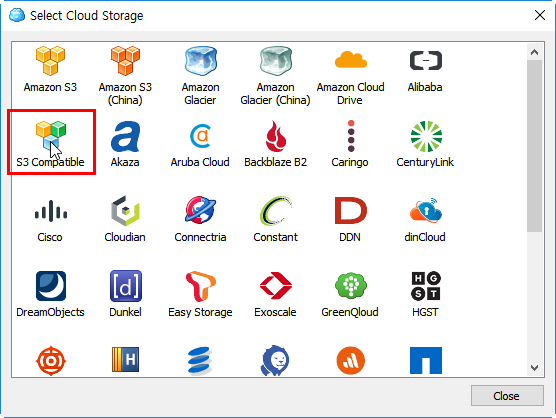 Select Cloud Storage
Amazon S3
Amazon S3
(China)
Amazon
Glacier
Amazon
Glacier (China)
Amazon Cloud
Drive
Alibaba
S3 Compatible
Akaza
Aruba Cloud
Backblaze B2
Caringo
CenturyLink
Cisco
Cloudian
Connectria
Constant
DDN
dinCloud
DreamObjects
[d]
Dunkel
Easy Storage
Exoscale
GreenQloud
HG
ST
HGST
H
Close